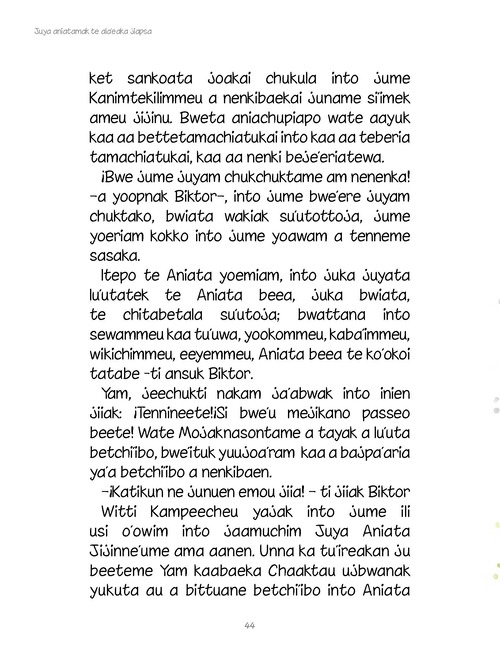 Juya aniatamak te alaeaka jiapsa
ket sankoata joakai chukula into jume
Kanimtekilimmeu a nenkibaekai juname si'imek
ameu jijinu. Bweta aniachupiapo wate aayuk
kaa aa bettetamachiatukai into kaa aa teberia
tamachiatukai, kaa aa nenki beje'eriatewa.
¡Bwe jume juyam chukchuktame am nenenka!
–a yoopnak Biktor–, into jume bwe'ere juyam
chuktako, bwiata wakiak su'utottoja, jume
yoeriam kokko into jume yoawam a tenneme
sasaka.
Itepo te Aniata yoemiam, into juka juyata
lu'utatek te Aniata beea, juka bwiata,
te chitabetala su'utoja; bwattana into
sewammeu kaa tu'uwa, yookommeu, kaba'immeu,
wikichimmeu, eeyemmeu, Aniata beea te ko'okoi
tatabe -ti ansuk Biktor.
Yam, jeechukti nakam ja'abwak into inien
jiiak: ¡Tennineete!¡Si bwe'u mejikano passeo
beete! Wate Mojaknasontame a tayak a lu'uta
betchi'ibo, bwe'ituk yuujoa'ram kaa a bajpa'aria
ya'a betchi'ibo a nenkibaen.
–¡Katikun ne junuen emou jiia! – ti jiiak Biktor
Witti Kampeecheu yajak into jume ili
usi o'owim into jaamuchim Juya Aniata
Jijinne'ume ama aanen. Unna ka tu'ireakan ju
beeteme Yam kaabaeka Chaaktau ujbwanak
yukuta au a bittuane betchi'ibo into Aniata
44